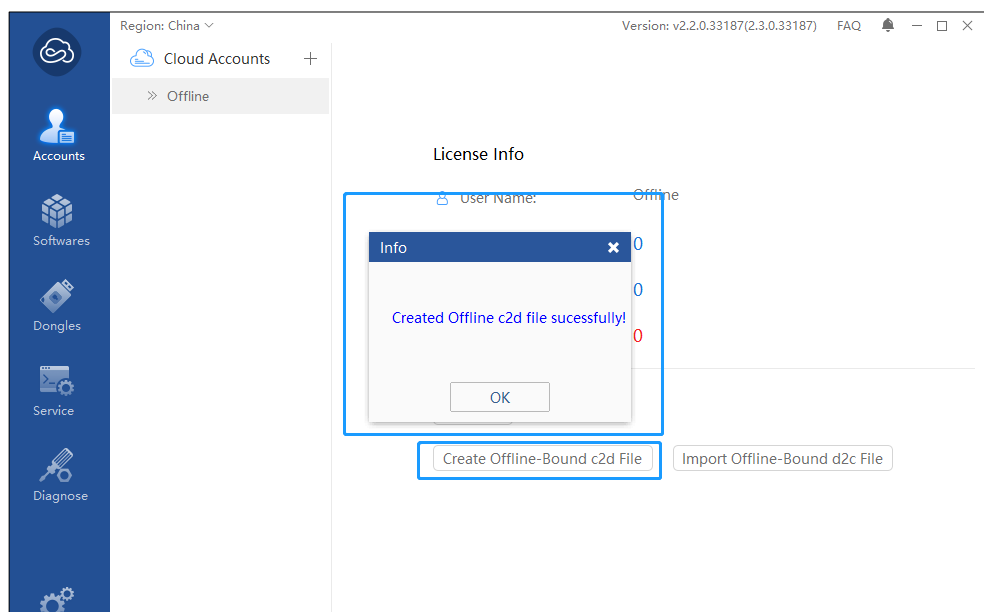 Region: China
Version: v2.2.0.33187(2.3.0.33187)
FAQ
Cloud Accounts
Offline
Accounts
Softwares
Dongles
Service
Diagnose
License Info
User Name:
Offline
0
0
0
Info
Created Offline c2d file sucessfully!
OK
Create Offline-Bound c2d File
Import Offline-Bound d2c File